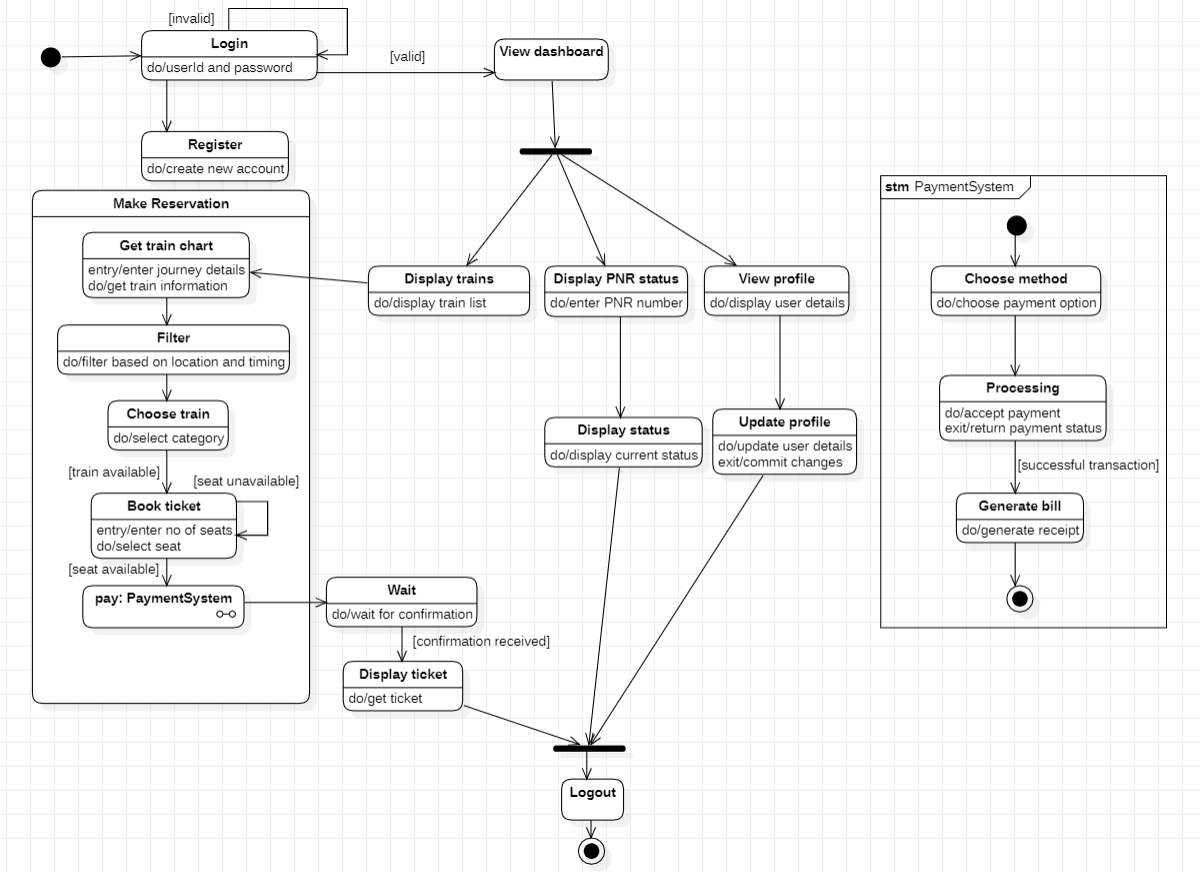 [invalid]
Login
do/userId and password
[valid]
View dashboard
Register
do/create new account
Make Reservation
Get train chart
entry/enter journey details
do/get train information
Filter
do/filter based on location and timing
Choose train
do/select category
[train available]
[seat unavailable]
Book ticket
entry/enter no of seats
do/select seat
[seat available]
pay: PaymentSystem
Display trains
do/display train list
Display PNR status
do/enter PNR number
View profile
do/display user details
Display status
do/display current status
Update profile
do/update user details
exit/commit changes
Wait
do/wait for confirmation
[confirmation received]
Display ticket
do/get ticket
Logout
stm PaymentSystem
Choose method
do/choose payment option
Processing
do/accept payment
exit/return payment status
[successful transaction]
Generate bill
do/generate receipt